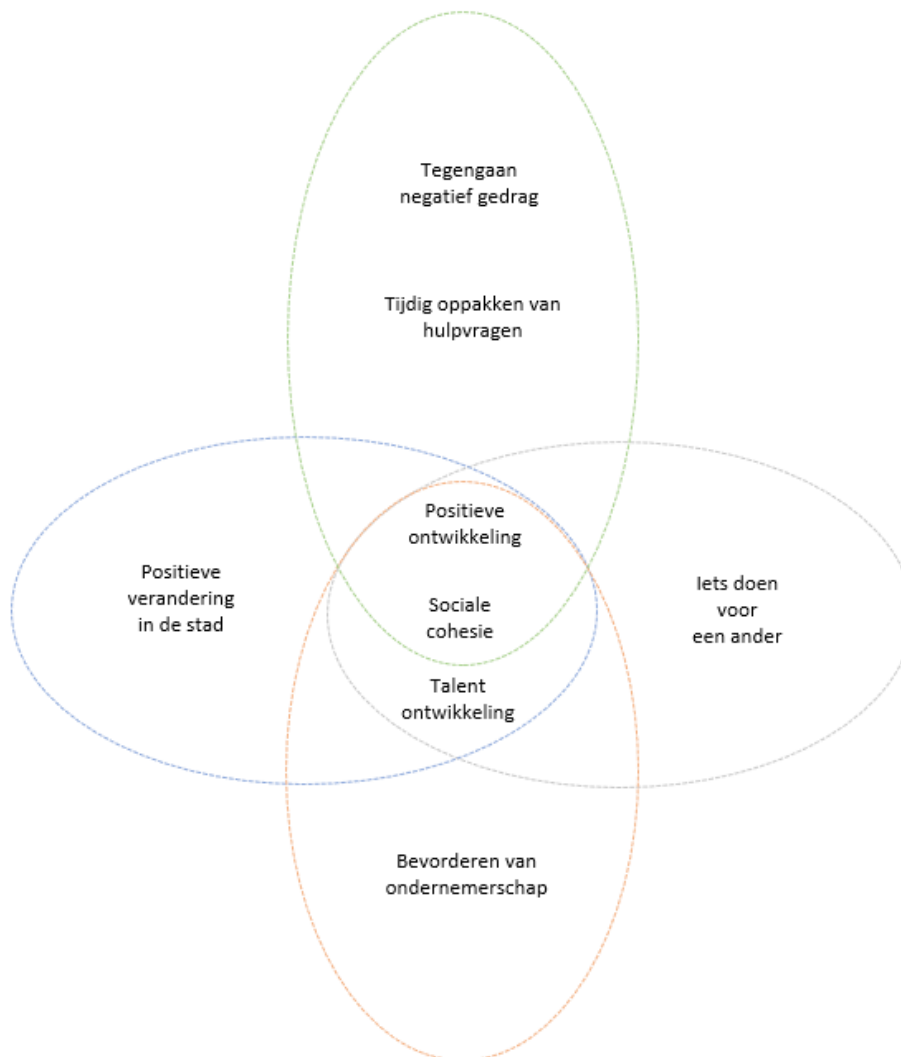 Tegengaan
negatief gedrag
Tijdig oppakken van
hulpvragen
Positieve
ontwikkeling
Positieve
verandering
in de stad
Sociale
cohesie
Iets doen
voor
een ander
Talent
ontwikkeling
Bevorderen van
ondernemerschap